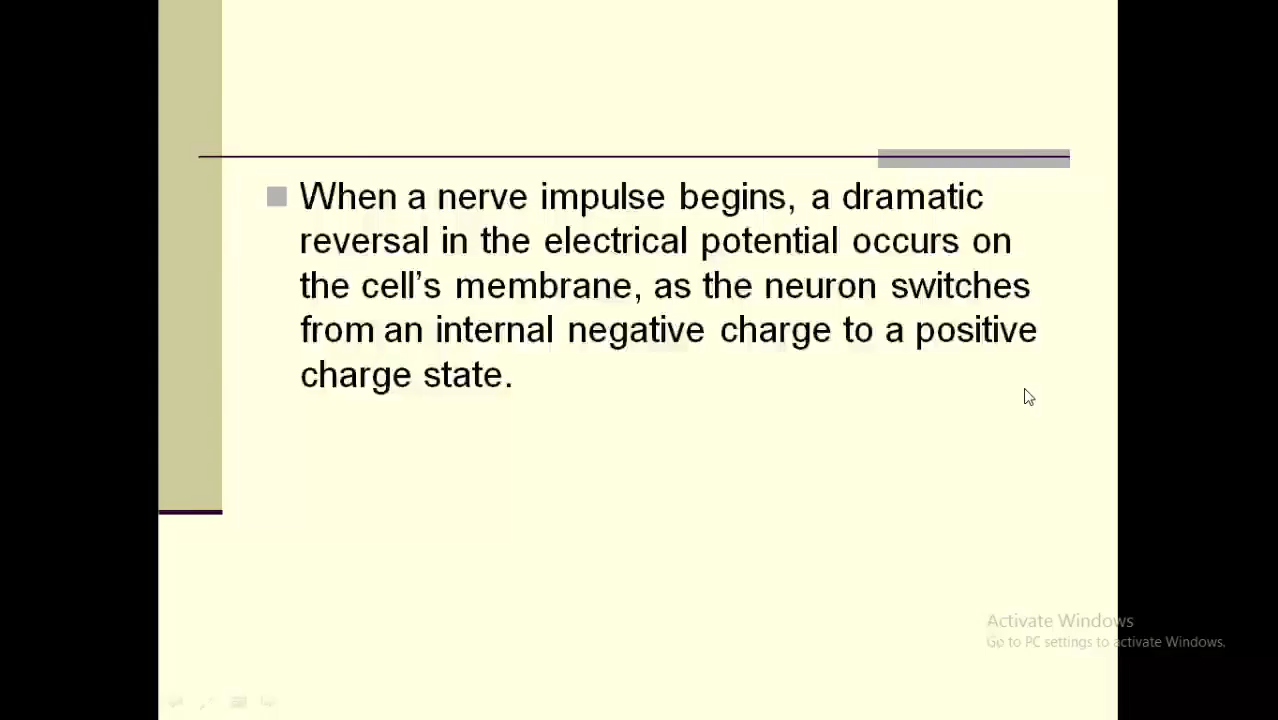 When a nerve impulse begins, a dramatic
reversal in the electrical potential occurs on
the cell’s membrane, as the neuron switches
from an internal negative charge to a positive
charge state.
Activate Windows
Go to PC settings to activate Windows.